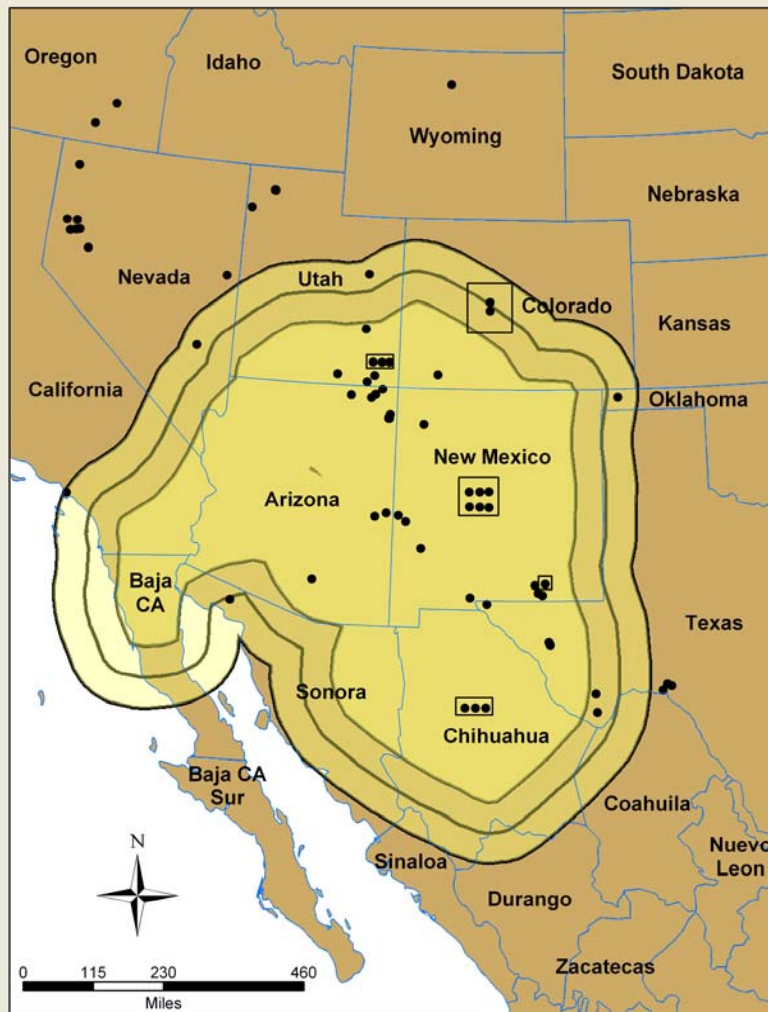 Oregon
Idaho
South Dakota
Wyoming
Nebraska
Nevada
Utah
Colorado
Kansas
California
Oklahoma
New Mexico
Arizona
Baja
CA
Texas
Sonora
Chihuahua
Baja CA
Sur
Coahuila
Sinaloa
Nuevo
Leon
Durango
Zacatecas
N
0 115 230 460
Miles